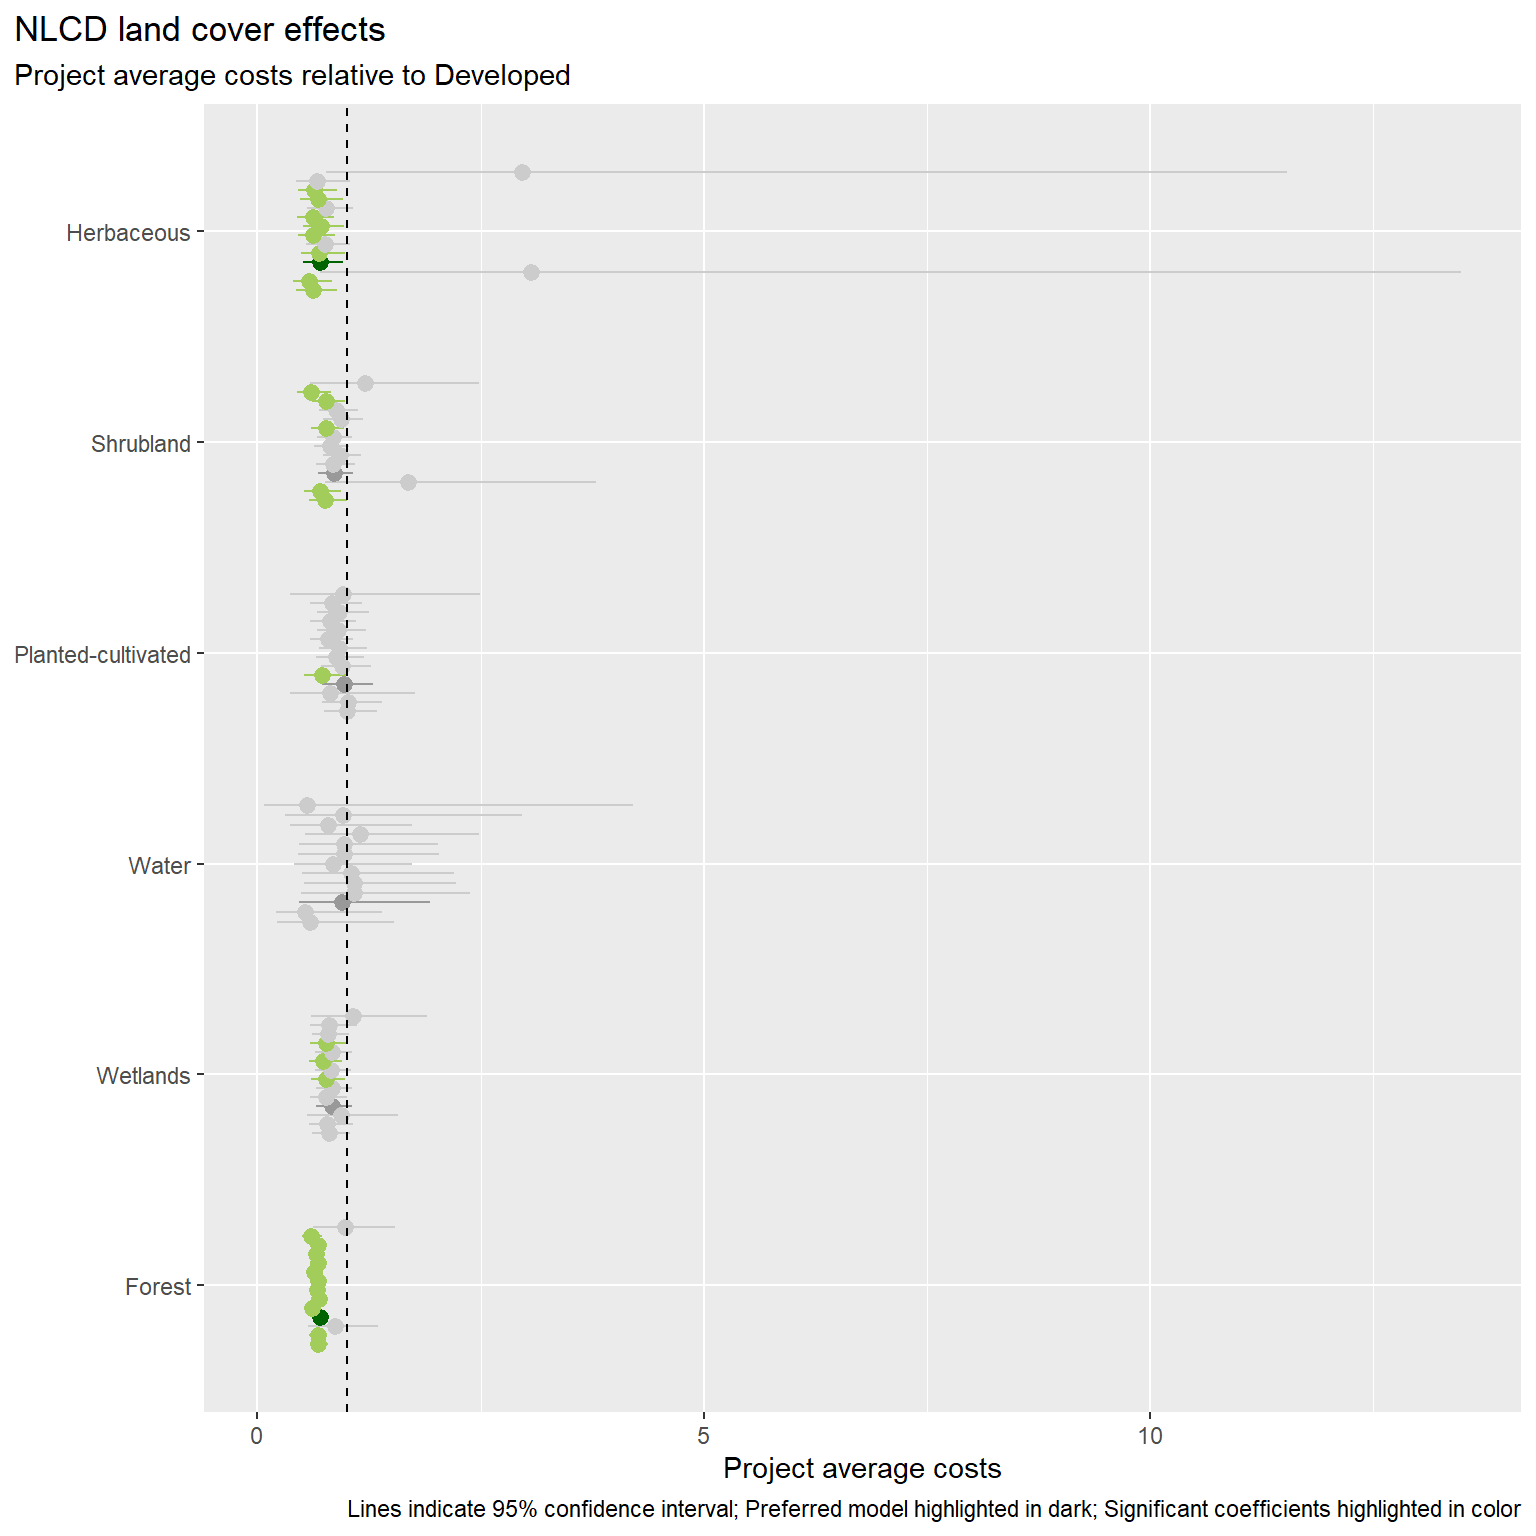 NLCD land cover effects
Project average costs relative to Developed
Herbaceous
Shrubland
Planted-cultivated
Water
Wetlands
Forest
0 5 10
Project average costs
Lines indicate 95% confidence interval; Preferred model highlighted in dark; Significant coefficients highlighted in color